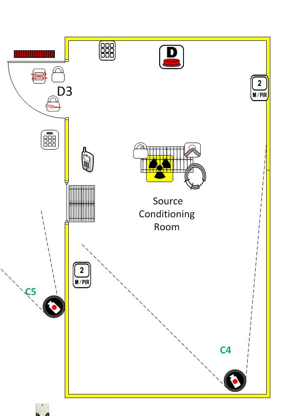 D
D3
2
M / PIR
Source
Conditioning
Room
2
M / PIR
C5
C4